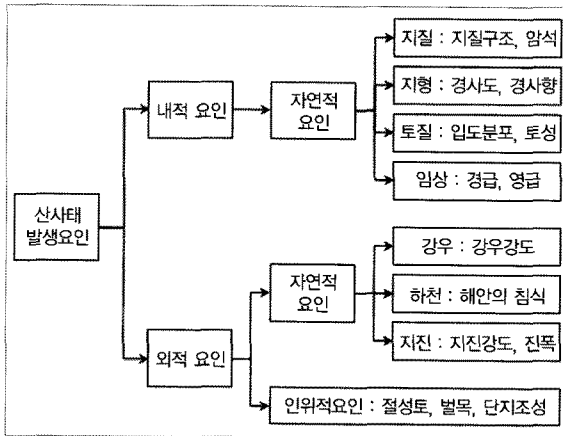 지질 : 지질구조, 암석
내적 요인
자연적
요인
지형 : 경사도, 경사향
토질 : 입도분포, 토성
임상 : 경급, 영급
산사태
발생요인
강우 : 강우강도
자연적
요인
하천 : 해안의 침식
외적 요인
지진 : 지진강도, 진폭
인위적요인 : 절성토, 벌목, 단지조성